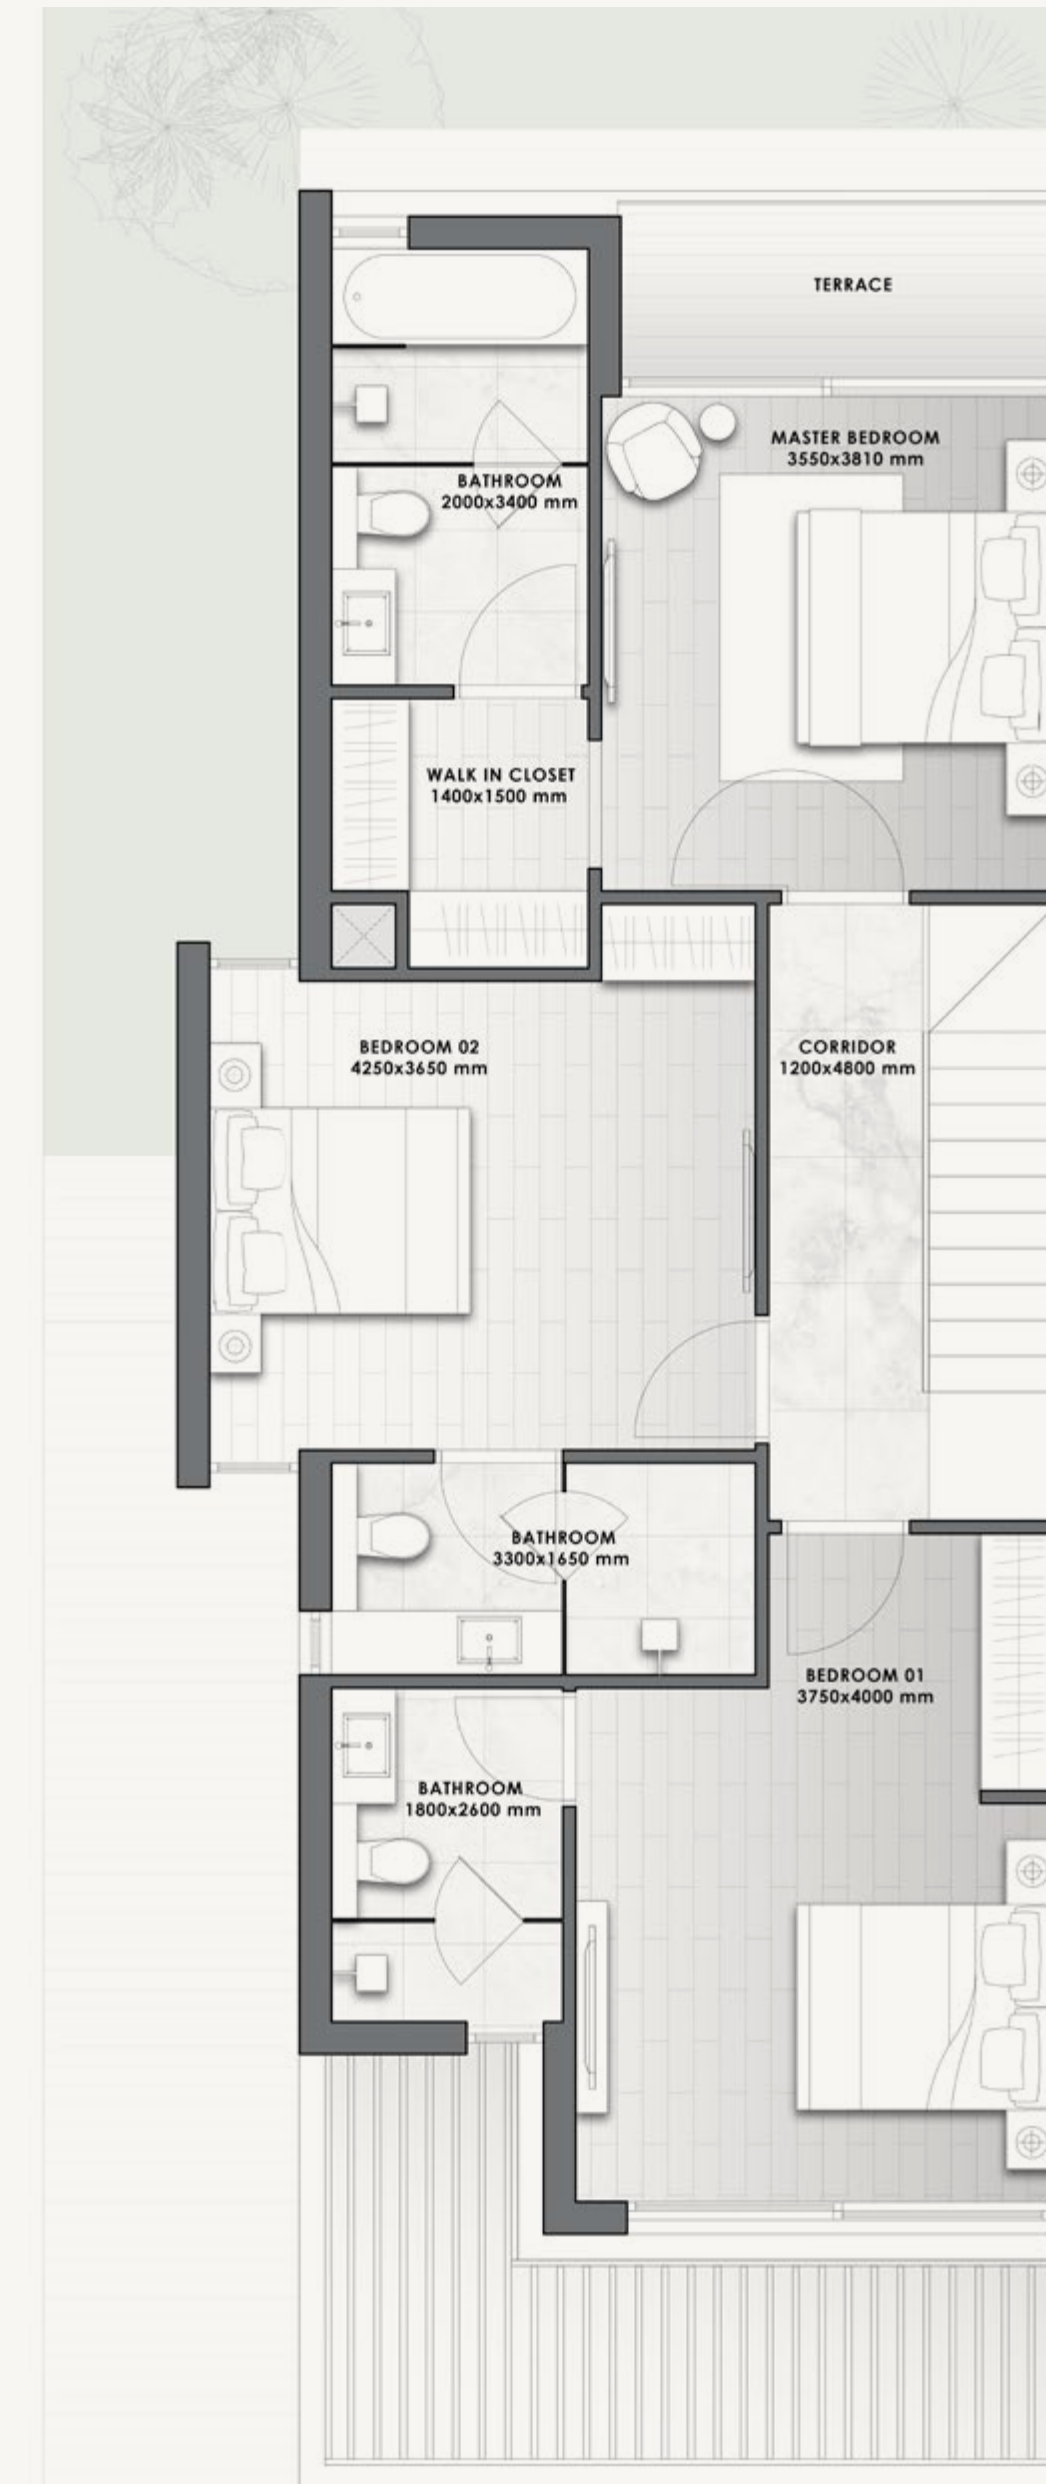 TERRACE
MASTER BEDROOM
3550x3810 mm
BATHROOM
2000x3400 mm
WALK IN CLOSET
1400x1500 mm
BEDROOM 02
4250x3650 mm
CORRIDOR
1200x4800 mm
BATHROOM
3300x1650 mm
BEDROOM 01
3750x4000 mm
BATHROOM
1800x2600 mm